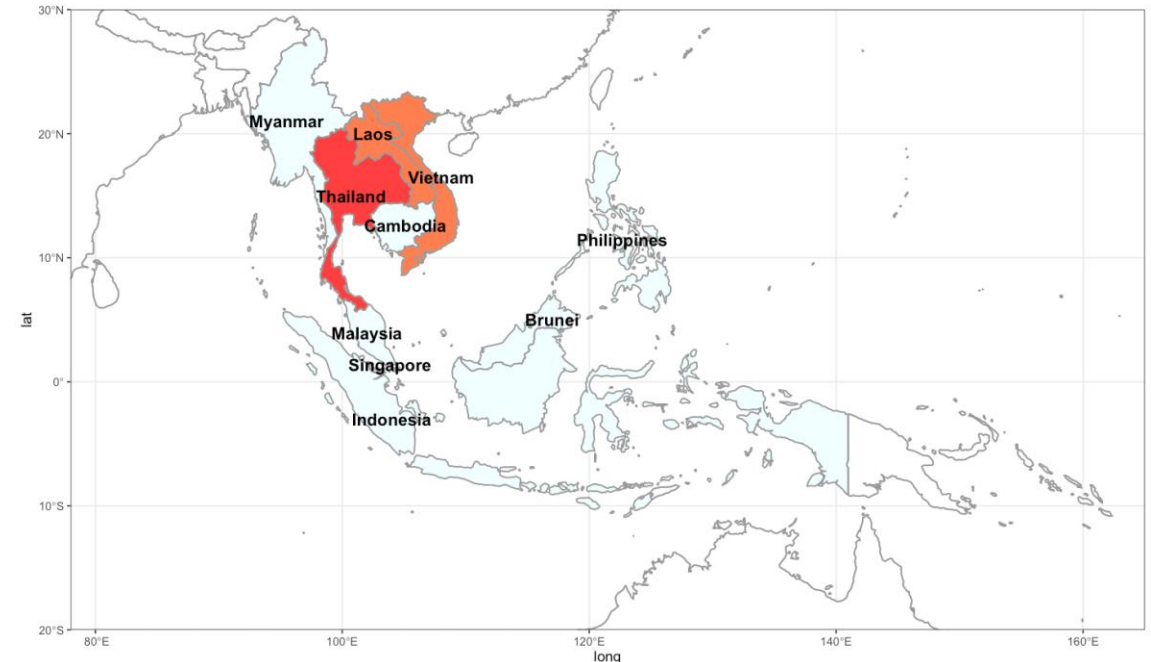 30°N
20°N
10°N
0°
10°S
20°S
lat
Myanmar
Laos
Vietnam
Thailand
Cambodia
Philippines
Brunei
Malaysia
Singapore
Indonesia
80°E
100°E
120°E
140°E
160°E
long